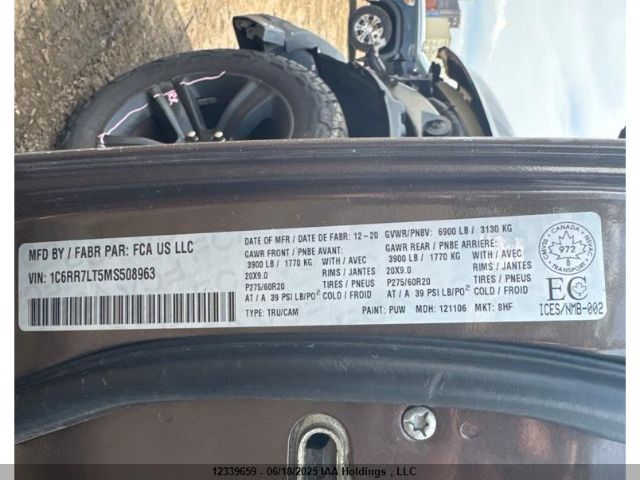 MFD BY / FABR PAR: FCA US LLC
VIN: 1C6RR7LT5MS508963
DATE OF MFR / DATE DE FABR: 12-20 GVWR/PNBV: 6900 LB / 3130 KG
GAWR FRONT / PNBE AVANT: GAWR REAR / PNBE ARRIÈRE:
3900 LB / 1770 KG WITH / AVEC 3900 LB / 1770 KG WITH / AVEC
20X9.0 RIMS / JANTES 20X9.0 RIMS / JANTES
P275/60R20 TIRES / PNEUS P275/60R20 TIRES / PNEUS
AT / A 39 PSI LB/PO² COLD / FROID AT / A 39 PSI LB/PO² COLD / FROID
TYPE: TRU/CAM PAINT: PUW MDH: 121106 MKT: 8HF
CANADA
972
EC
ICES/NMB-002
12339659 - 06/18/2025 IAA Holdings , LLC